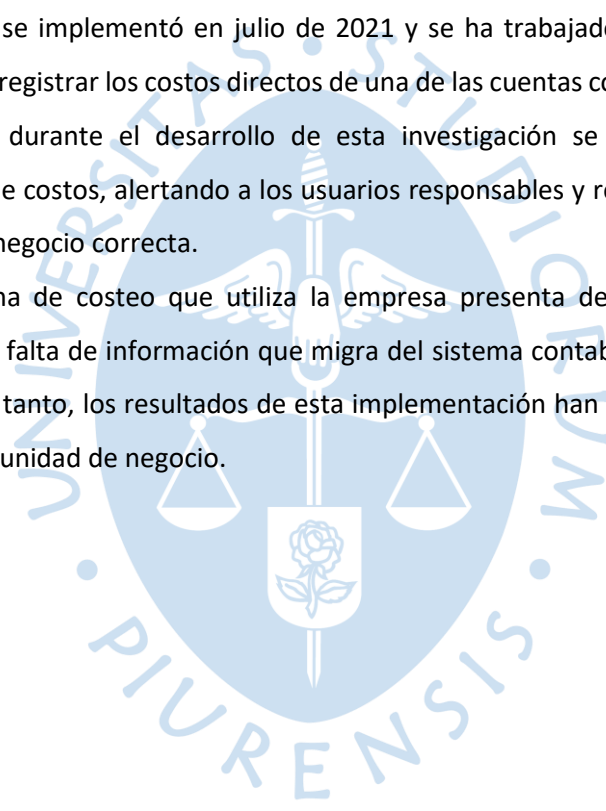 se implementó en julio de 2021 y se ha trabajado
registrar los costos directos de una de las cuentas co
durante el desarrollo de esta investigación se
e costos, alertando a los usuarios responsables y re
negocio correcta.
na de costeo que utiliza la empresa presenta de
falta de información que migra del sistema contab
tanto, los resultados de esta implementación han
unidad de negocio.
UNIVERSITAS • STUDIORUM • PIURENSIS •